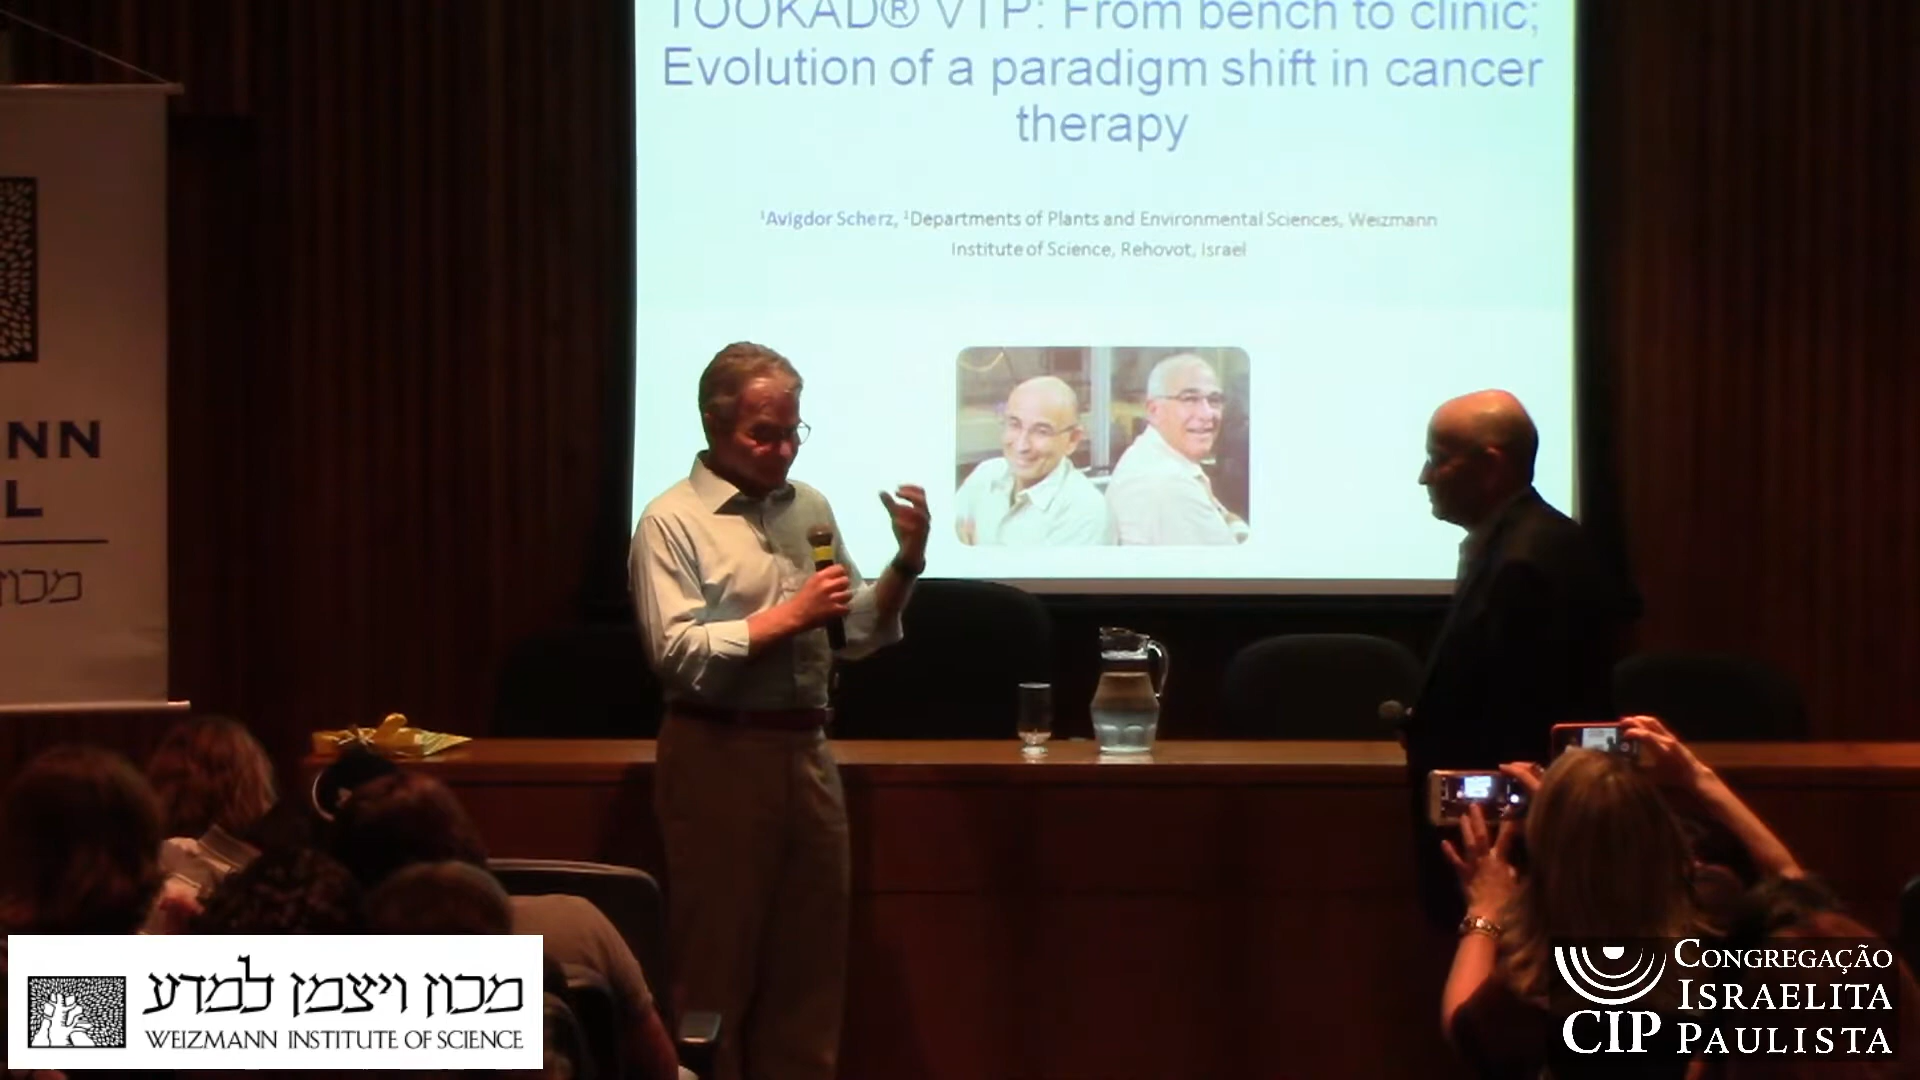 TOOKAD® VTP: From bench to clinic;
Evolution of a paradigm shift in cancer
therapy
¹Avigdor Scherz, ¹Departments of Plants and Environmental Sciences, Weizmann
Institute of Science, Rehovot, Israel
NN
L
מכון
מכון ויצמן למדע
WEIZMANN INSTITUTE OF SCIENCE
CIP
CONGREGAÇÃO
ISRAELITA
PAULISTA